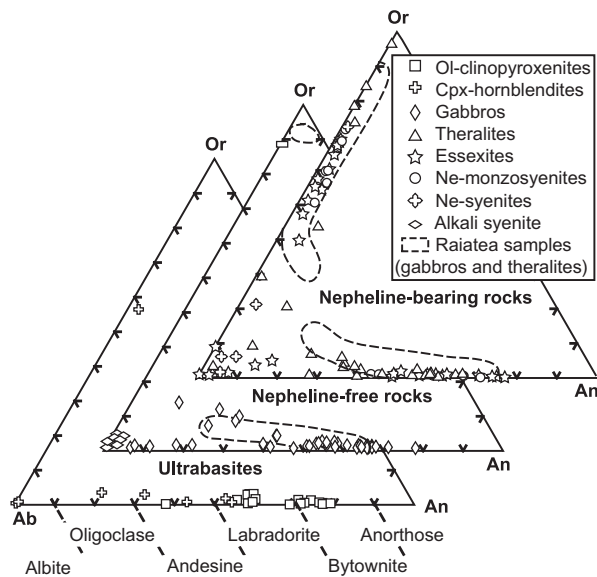 Or
Or
Or
Ol-clinopyroxenites
Cpx-hornblendites
Gabbros
Theralites
Essexites
Ne-monzosyenites
Ne-syenites
Alkali syenite
Raiatea samples
(gabbros and theralites)
Nepheline-bearing rocks
An
Nepheline-free rocks
An
Ultrabasites
Ab
An
Oligoclase
Labradorite
Anorthose
Albite
Andesine
Bytownite